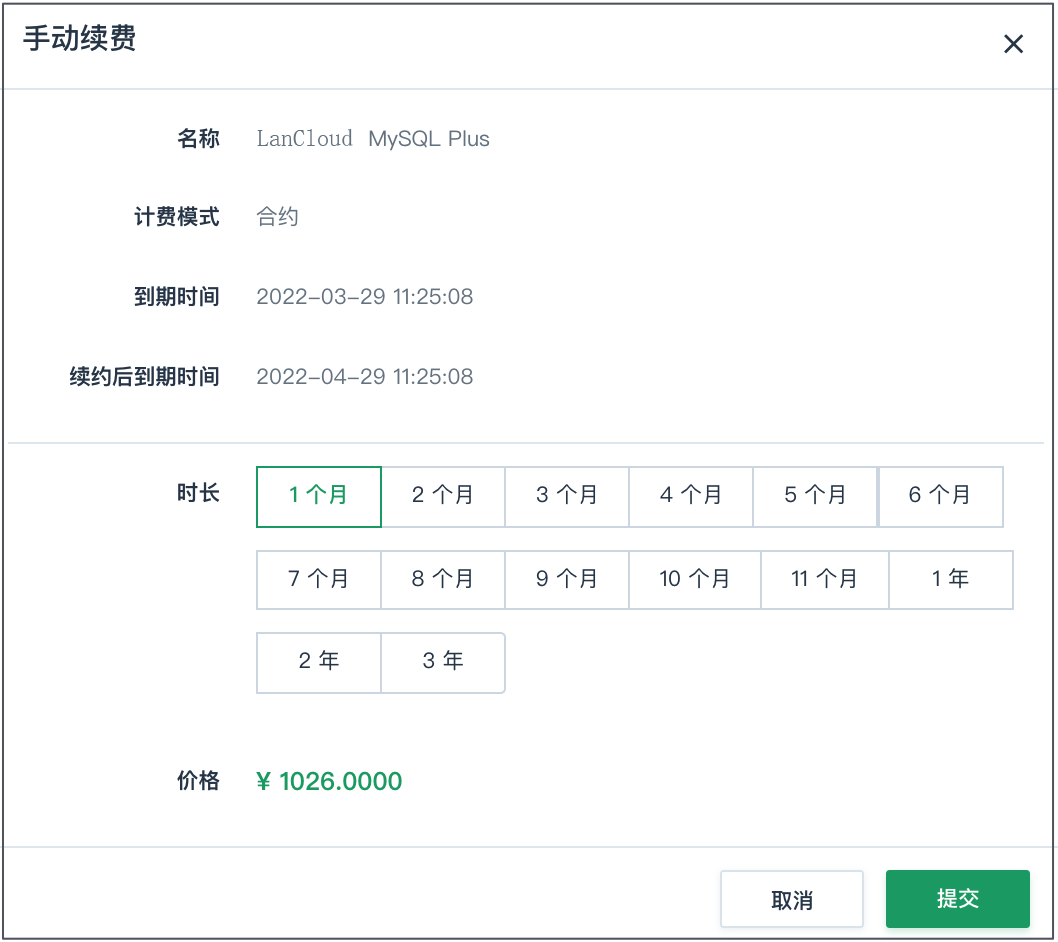 手动续费
名称 LanCloud MySQL Plus
计费模式 合约
到期时间 2022-03-29 11:25:08
续约后到期时间 2022-04-29 11:25:08
时长 1 个月 2 个月 3 个月 4 个月 5 个月 6 个月
7 个月 8 个月 9 个月 10 个月 11 个月 1 年
2 年 3 年
价格 ¥ 1026.0000
取消 提交